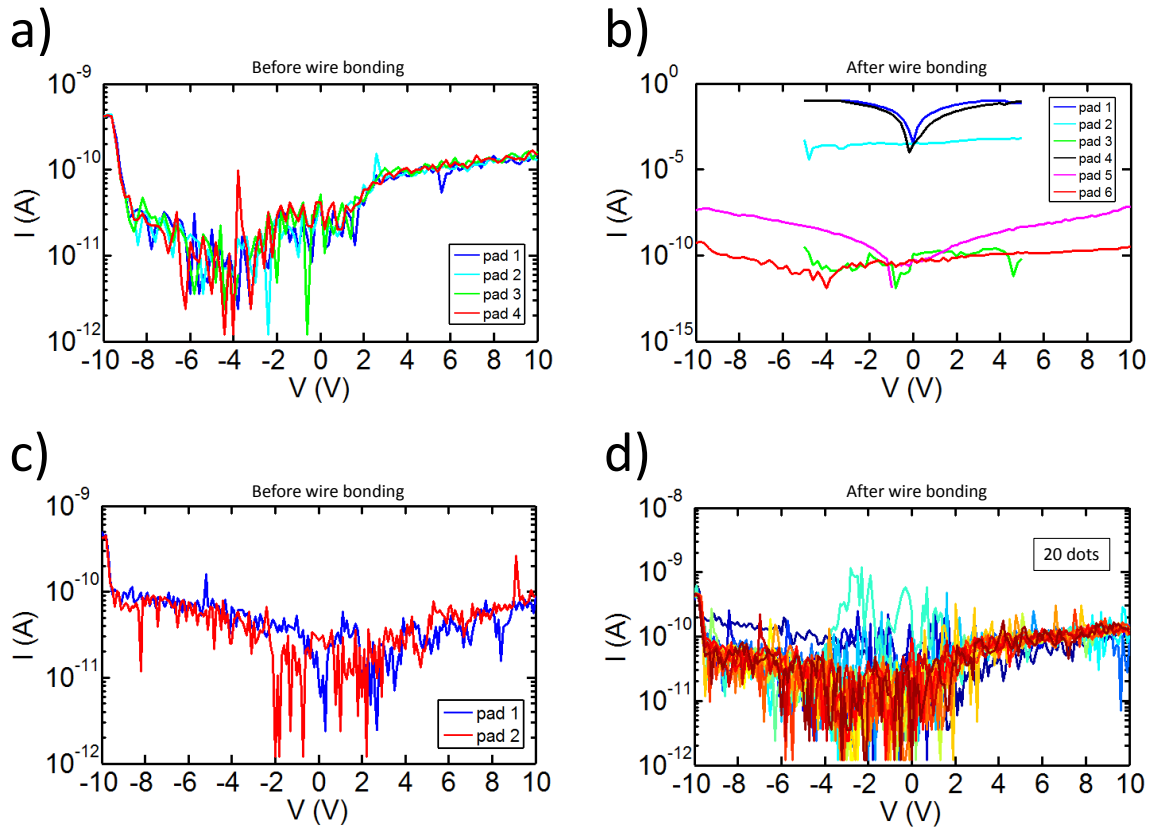 a)
Before wire bonding
10^-9
10^-10
10^-11
10^-12
I (A)
-10 -8 -6 -4 -2 0 2 4 6 8 10
V (V)
pad 1
pad 2
pad 3
pad 4
b)
After wire bonding
10^0
10^-5
10^-10
10^-15
I (A)
-10 -8 -6 -4 -2 0 2 4 6 8 10
V (V)
pad 1
pad 2
pad 3
pad 4
pad 5
pad 6
c)
Before wire bonding
10^-9
10^-10
10^-11
10^-12
I (A)
-10 -8 -6 -4 -2 0 2 4 6 8 10
V (V)
pad 1
pad 2
d)
After wire bonding
10^-8
10^-9
10^-10
10^-11
10^-12
I (A)
-10 -8 -6 -4 -2 0 2 4 6 8 10
V (V)
20 dots